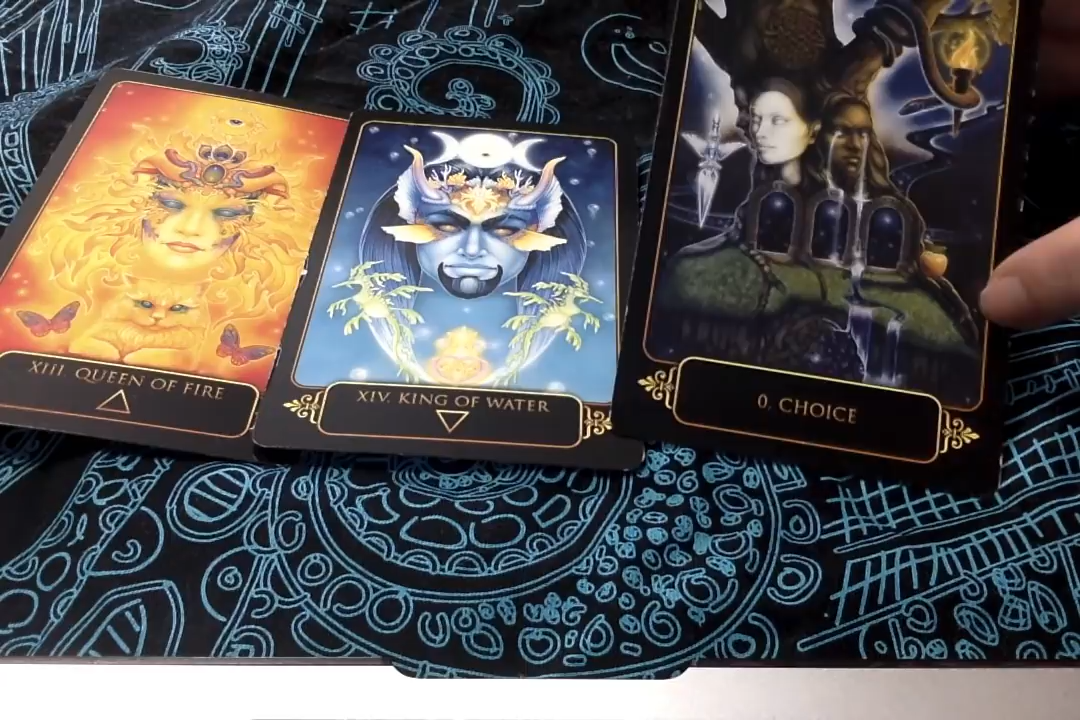 XIII QUEEN OF FIRE
XIV. KING OF WATER
0. CHOICE